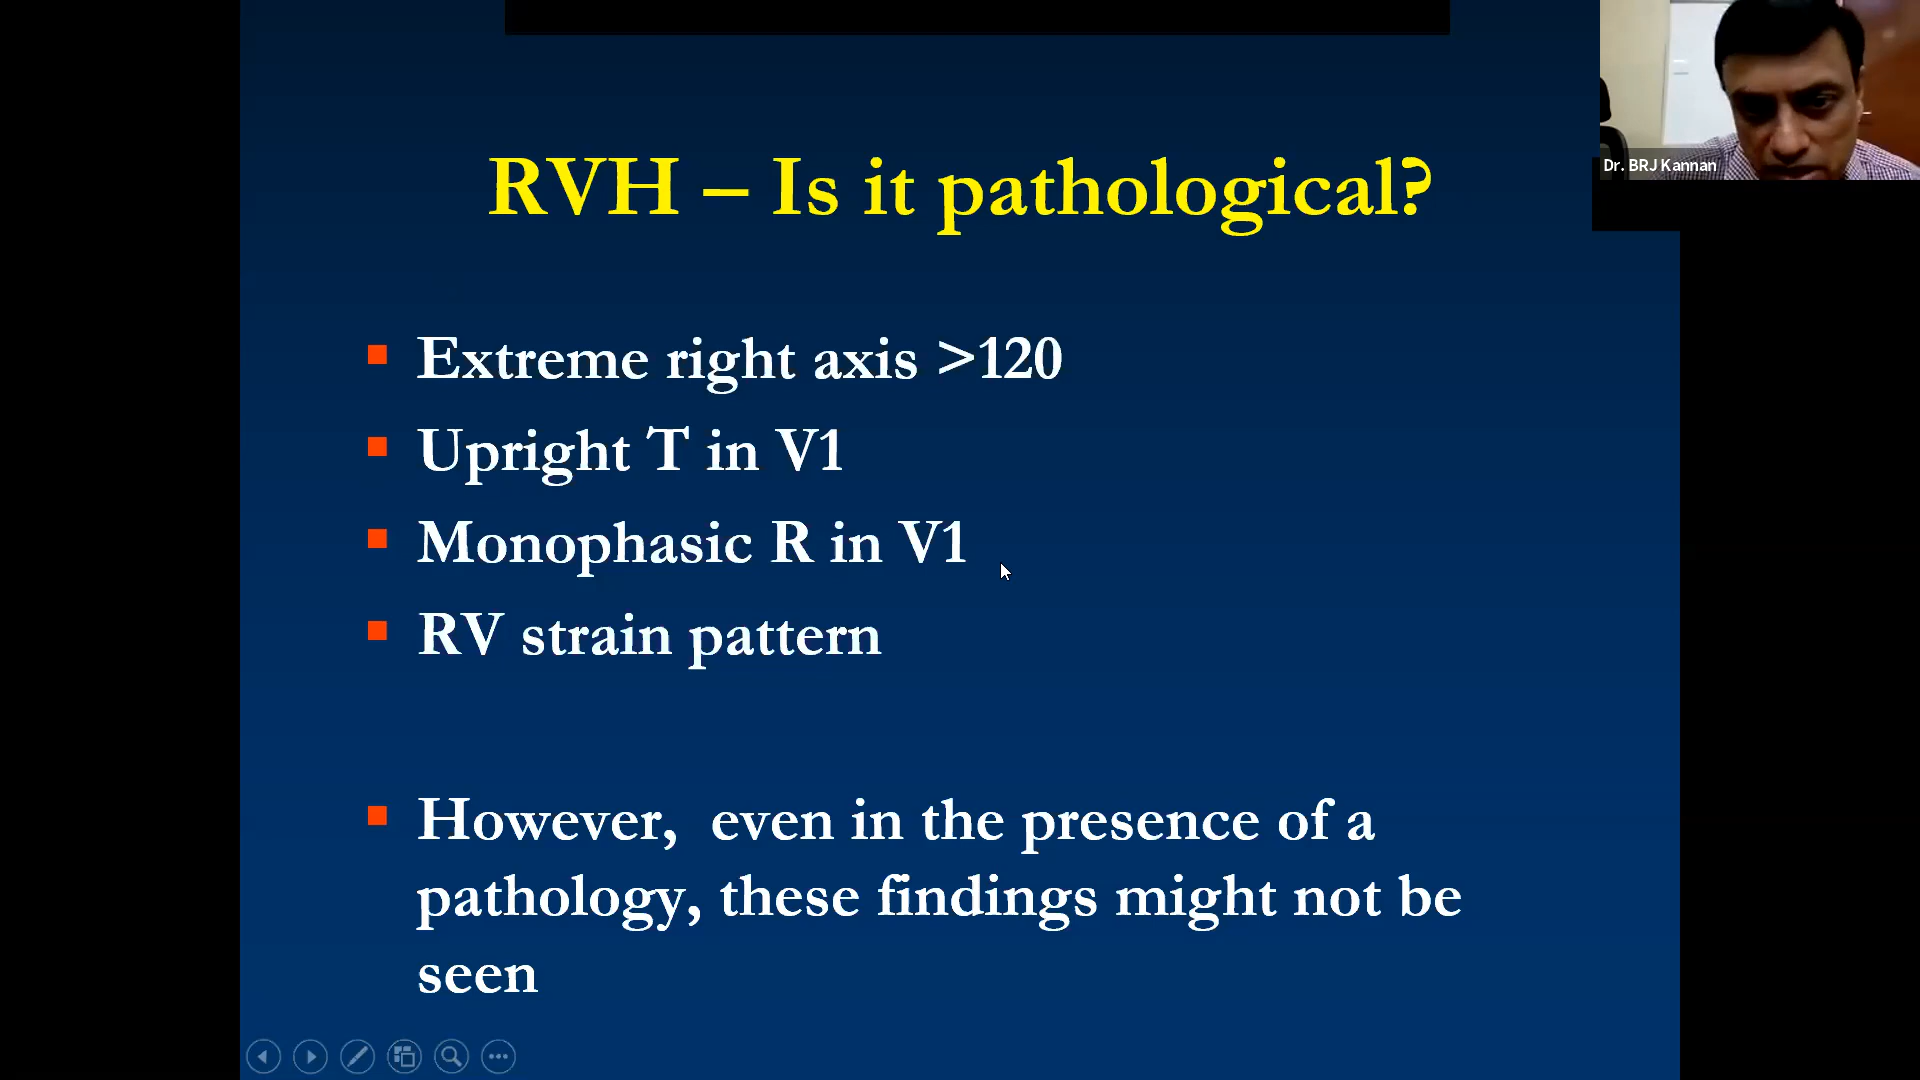 RVH – Is it pathological?
Dr. BRJ Kannan
Extreme right axis >120
Upright T in V1
Monophasic R in V1
RV strain pattern
However,  even in the presence of a
pathology, these findings might not be
seen